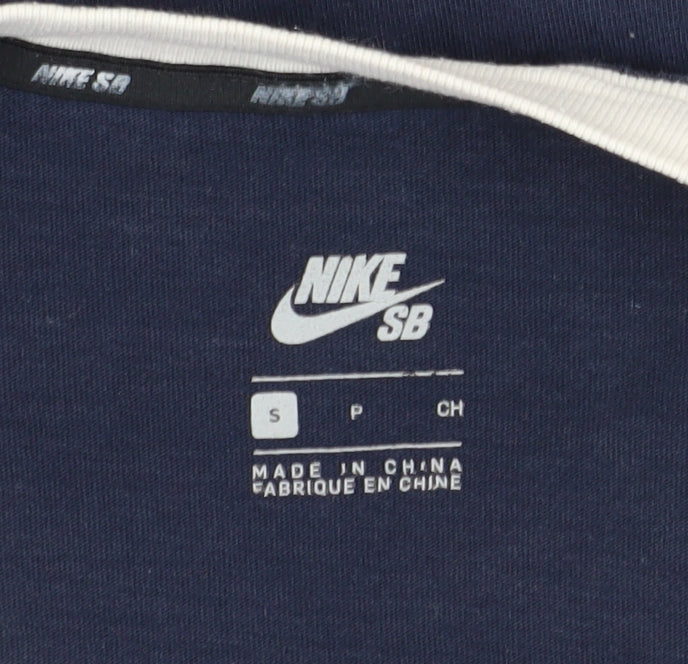 NIKE SB
NIKE SB
NIKE
SB
S P CH
MADE IN CHINA
FABRIQUE EN CHINE